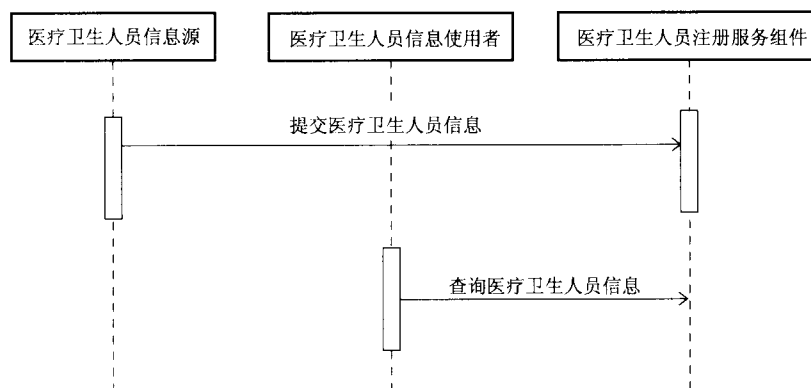 医疗卫生人员信息源
医疗卫生人员信息使用者
医疗卫生人员注册服务组件
提交医疗卫生人员信息
查询医疗卫生人员信息